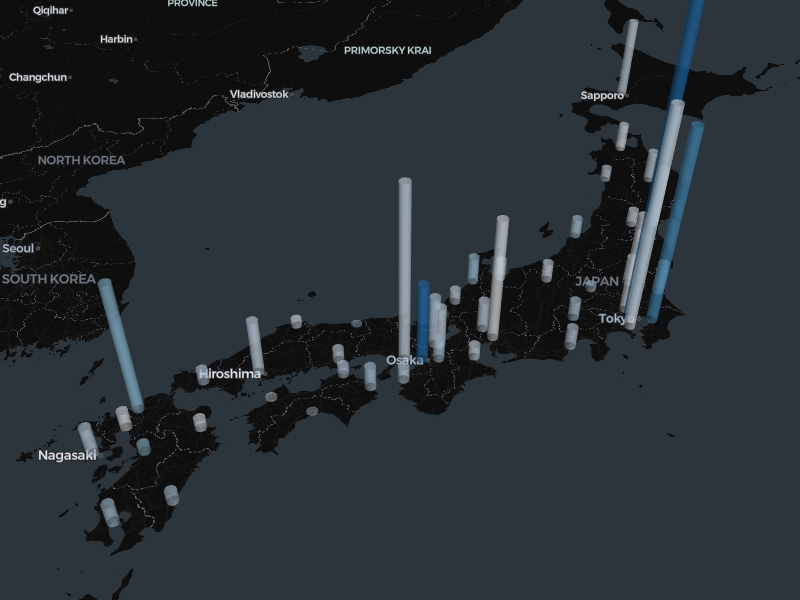 PROVINCE
Qiqihar
Harbin
PRIMORSKY KRAI
Changchun
Vladivostok
Sapporo
NORTH KOREA
g
Seoul
SOUTH KOREA
JAPAN
Tokyo
Osaka
Hiroshima
Nagasaki